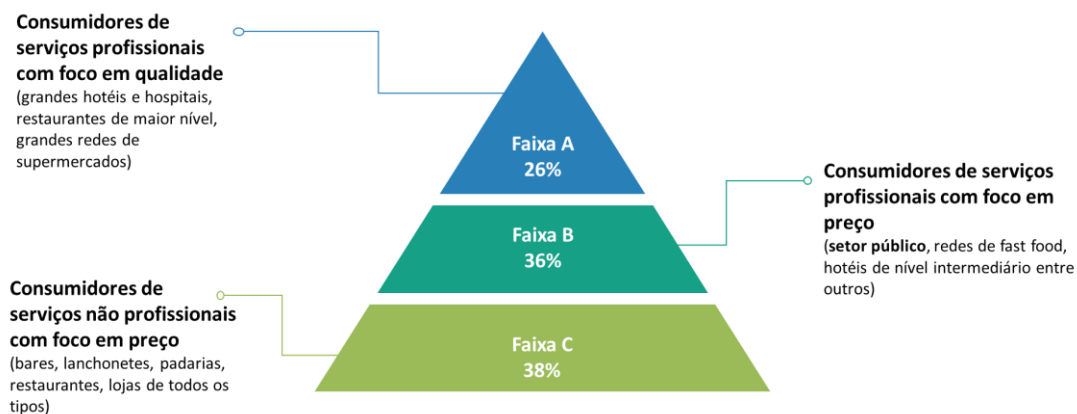 Consumidores de
serviços profissionais
com foco em qualidade
(grandes hotéis e hospitais,
restaurantes de maior nível,
grandes redes de
supermercados)
Faixa A
26%
Consumidores de serviços
profissionais com foco em
preço
(setor público, redes de fast food,
hotéis de nível intermediário entre
outros)
Faixa B
36%
Consumidores de
serviços não profissionais
com foco em preço
(bares, lanchonetes, padarias,
restaurantes, lojas de todos os
tipos)
Faixa C
38%